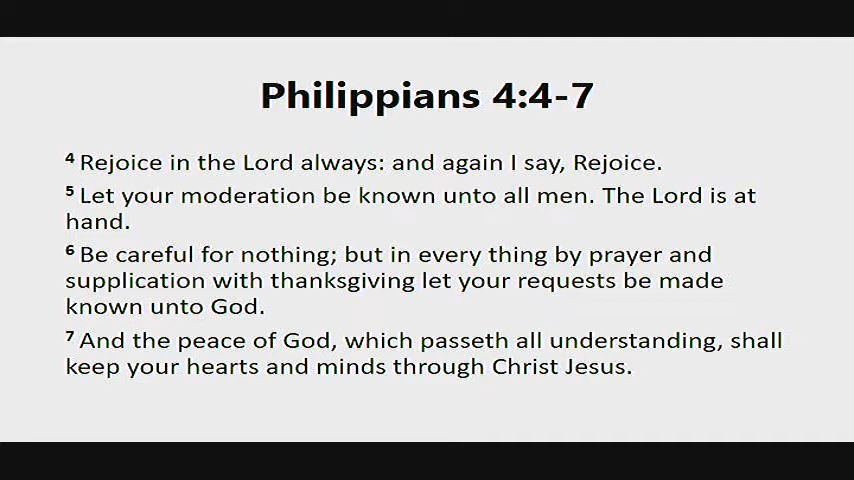 Philippians 4:4-7
4 Rejoice in the Lord always: and again I say, Rejoice.
5 Let your moderation be known unto all men. The Lord is at
hand.
6 Be careful for nothing; but in every thing by prayer and
supplication with thanksgiving let your requests be made
known unto God.
7 And the peace of God, which passeth all understanding, shall
keep your hearts and minds through Christ Jesus.